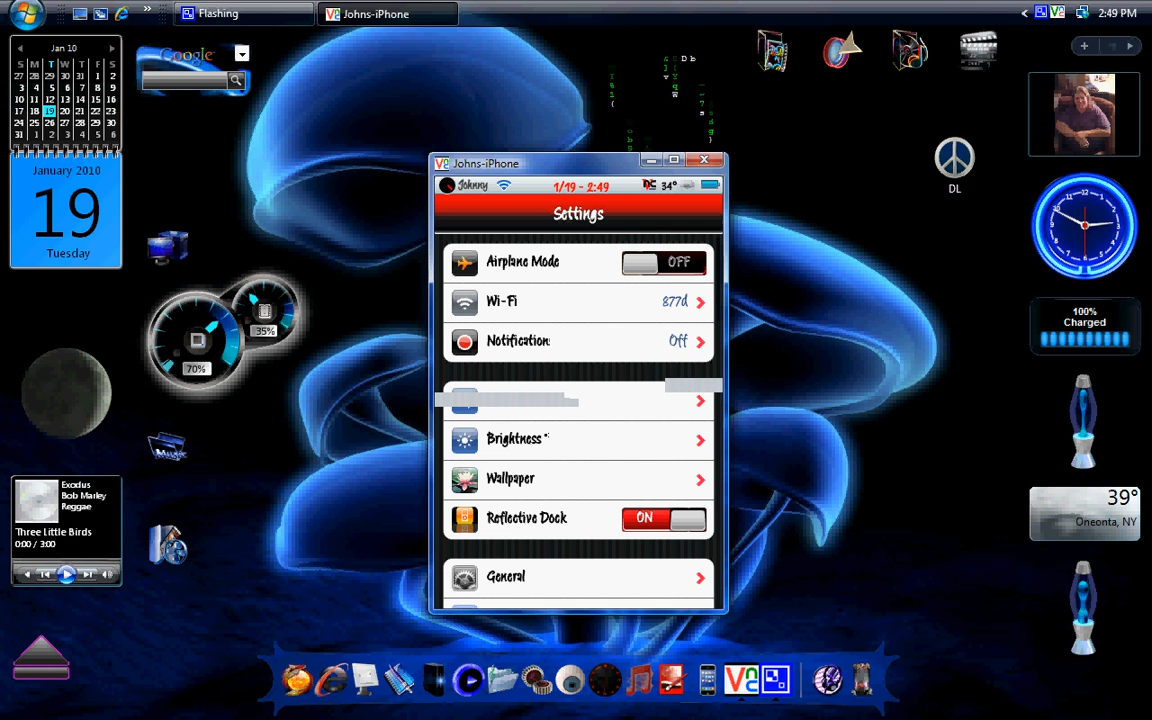 Flashing
Johns-iPhone
2:49 PM
Jan 10
S M T W T F S
27 28 29 30 31 1 2
3 4 5 6 7 8 9
10 11 12 13 14 15 16
17 18 19 20 21 22 23
24 25 26 27 28 29 30
31 1 2 3 4 5 6
January 2010
19
Tuesday
Google
DL
Johns-iPhone
Johnny
1/19 - 2:49
34°
Settings
Airplane Mode OFF
Wi-Fi 877d
Notifications Off
Brightness
Wallpaper
Reflective Dock ON
General
35%
70%
Music
Exodus
Bob Marley
Reggae
Three Little Birds
0:00 / 3:00
100%
Charged
39°
Oneonta, NY